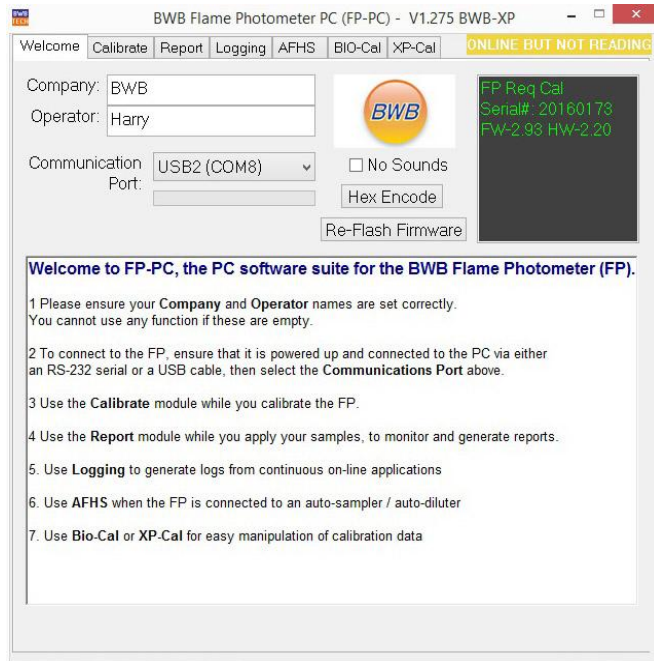 BWB TECH
BWB Flame Photometer PC (FP-PC) - V1.275 BWB-XP
Welcome Calibrate Report Logging AFHS BIO-Cal XP-Cal ONLINE BUT NOT READING
Company: BWB
Operator: Harry
BWB
FP Req Cal
Serial#: 20160173
FW-2.93 HW-2.20
Communication Port: USB2 (COM8)
No Sounds
Hex Encode
Re-Flash Firmware
Welcome to FP-PC, the PC software suite for the BWB Flame Photometer (FP).
1 Please ensure your Company and Operator names are set correctly.
You cannot use any function if these are empty.
2 To connect to the FP, ensure that it is powered up and connected to the PC via either
an RS-232 serial or a USB cable, then select the Communications Port above.
3 Use the Calibrate module while you calibrate the FP.
4 Use the Report module while you apply your samples, to monitor and generate reports.
5. Use Logging to generate logs from continuous on-line applications
6. Use AFHS when the FP is connected to an auto-sampler / auto-diluter
7. Use Bio-Cal or XP-Cal for easy manipulation of calibration data